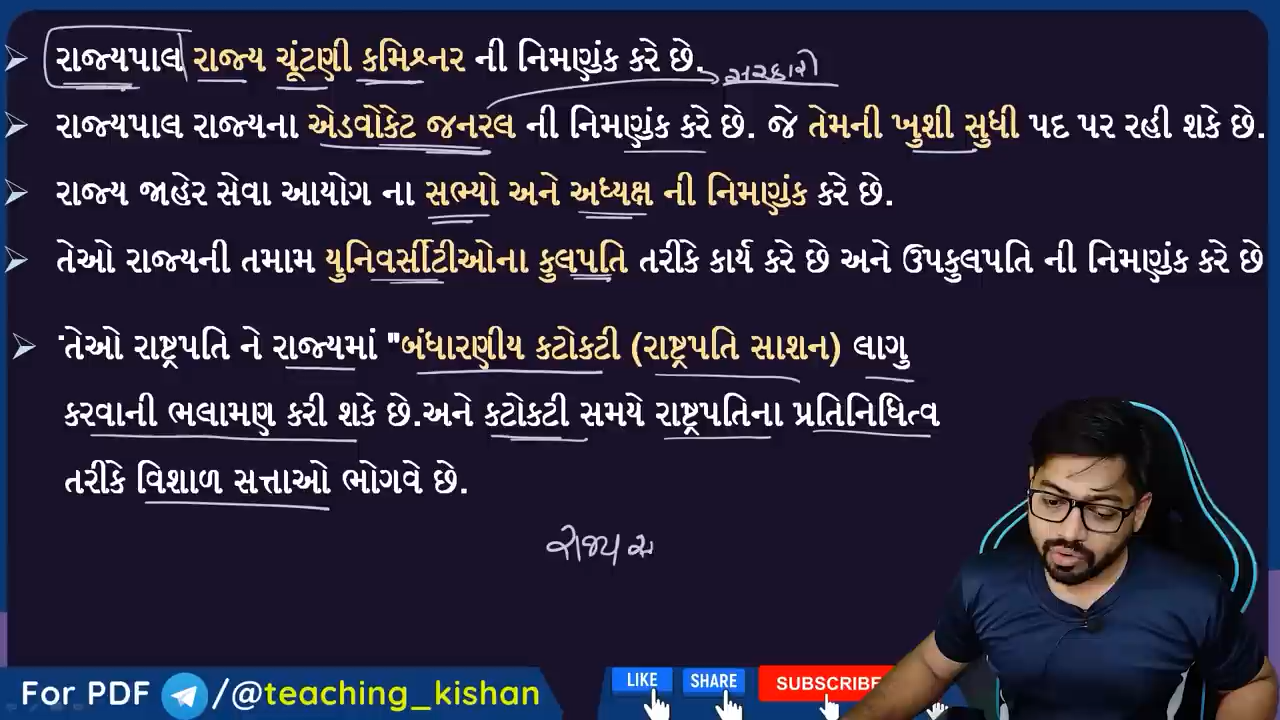 રાજ્યપાલ રાજ્ય ચૂંટણી કમિશ્નર ની નિમણુંક કરે છે.
સરકારી
રાજ્યપાલ રાજ્યના એડવોકેટ જનરલ ની નિમણુંક કરે છે. જે તેમની ખુશી સુધી પદ પર રહી શકે છે.
રાજ્ય જાહેર સેવા આયોગ ના સભ્યો અને અધ્યક્ષ ની નિમણુંક કરે છે.
તેઓ રાજ્યની તમામ યુનિવર્સીટીઓના કુલપતિ તરીકે કાર્ય કરે છે અને ઉપકુલપતિ ની નિમણુંક કરે છે
તેઓ રાષ્ટ્રપતિ ને રાજ્યમાં "બંધારણીય કટોકટી (રાષ્ટ્રપતિ સાશન) લાગુ
કરવાની ભલામણ કરી શકે છે.અને કટોકટી સમયે રાષ્ટ્રપતિના પ્રતિનિધિત્વ
તરીકે વિશાળ સત્તાઓ ભોગવે છે.
રાજ્ય સ
For PDF /@teaching_kishan
LIKE SHARE SUBSCRIBE